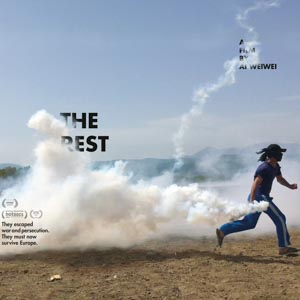 A
FILM
BY
AI WEIWEI
THE
REST
They escaped
war and persecution.
They must now
survive Europe.